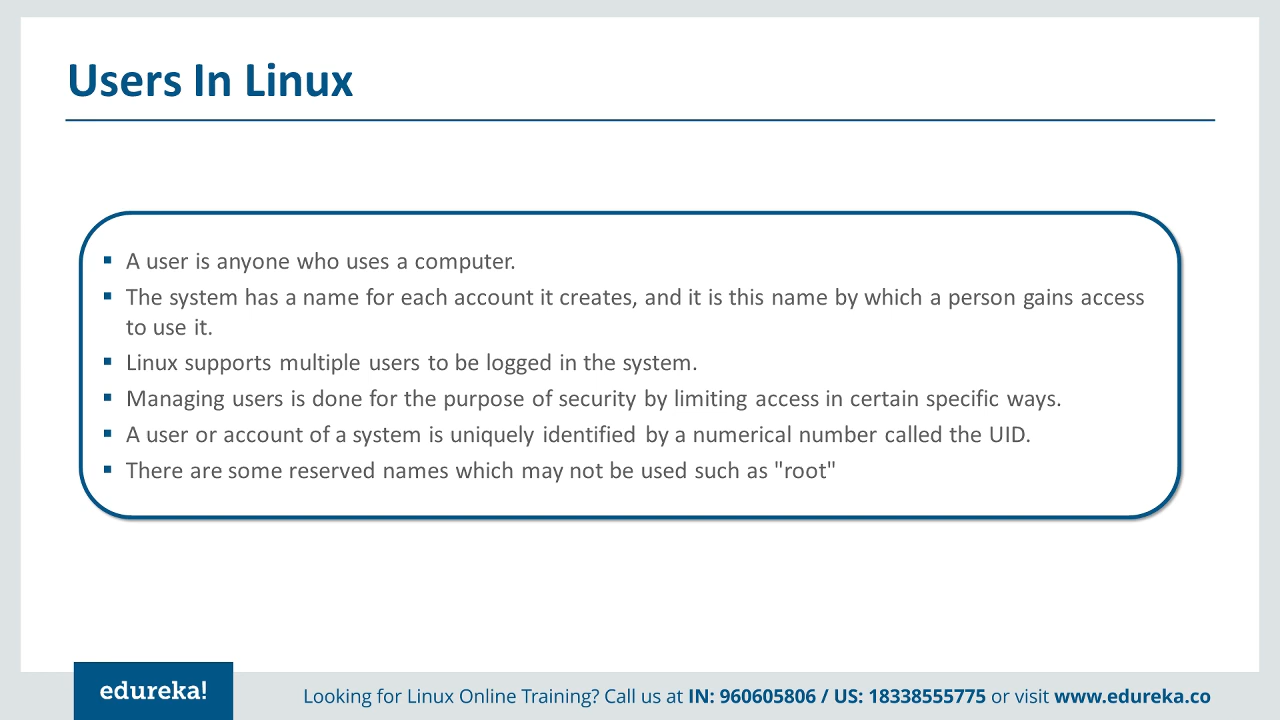 Users In Linux
A user is anyone who uses a computer.
The system has a name for each account it creates, and it is this name by which a person gains access
to use it.
Linux supports multiple users to be logged in the system.
Managing users is done for the purpose of security by limiting access in certain specific ways.
A user or account of a system is uniquely identified by a numerical number called the UID.
There are some reserved names which may not be used such as "root"
edureka!
Looking for Linux Online Training? Call us at IN: 960605806 / US: 18338555775 or visit www.edureka.co